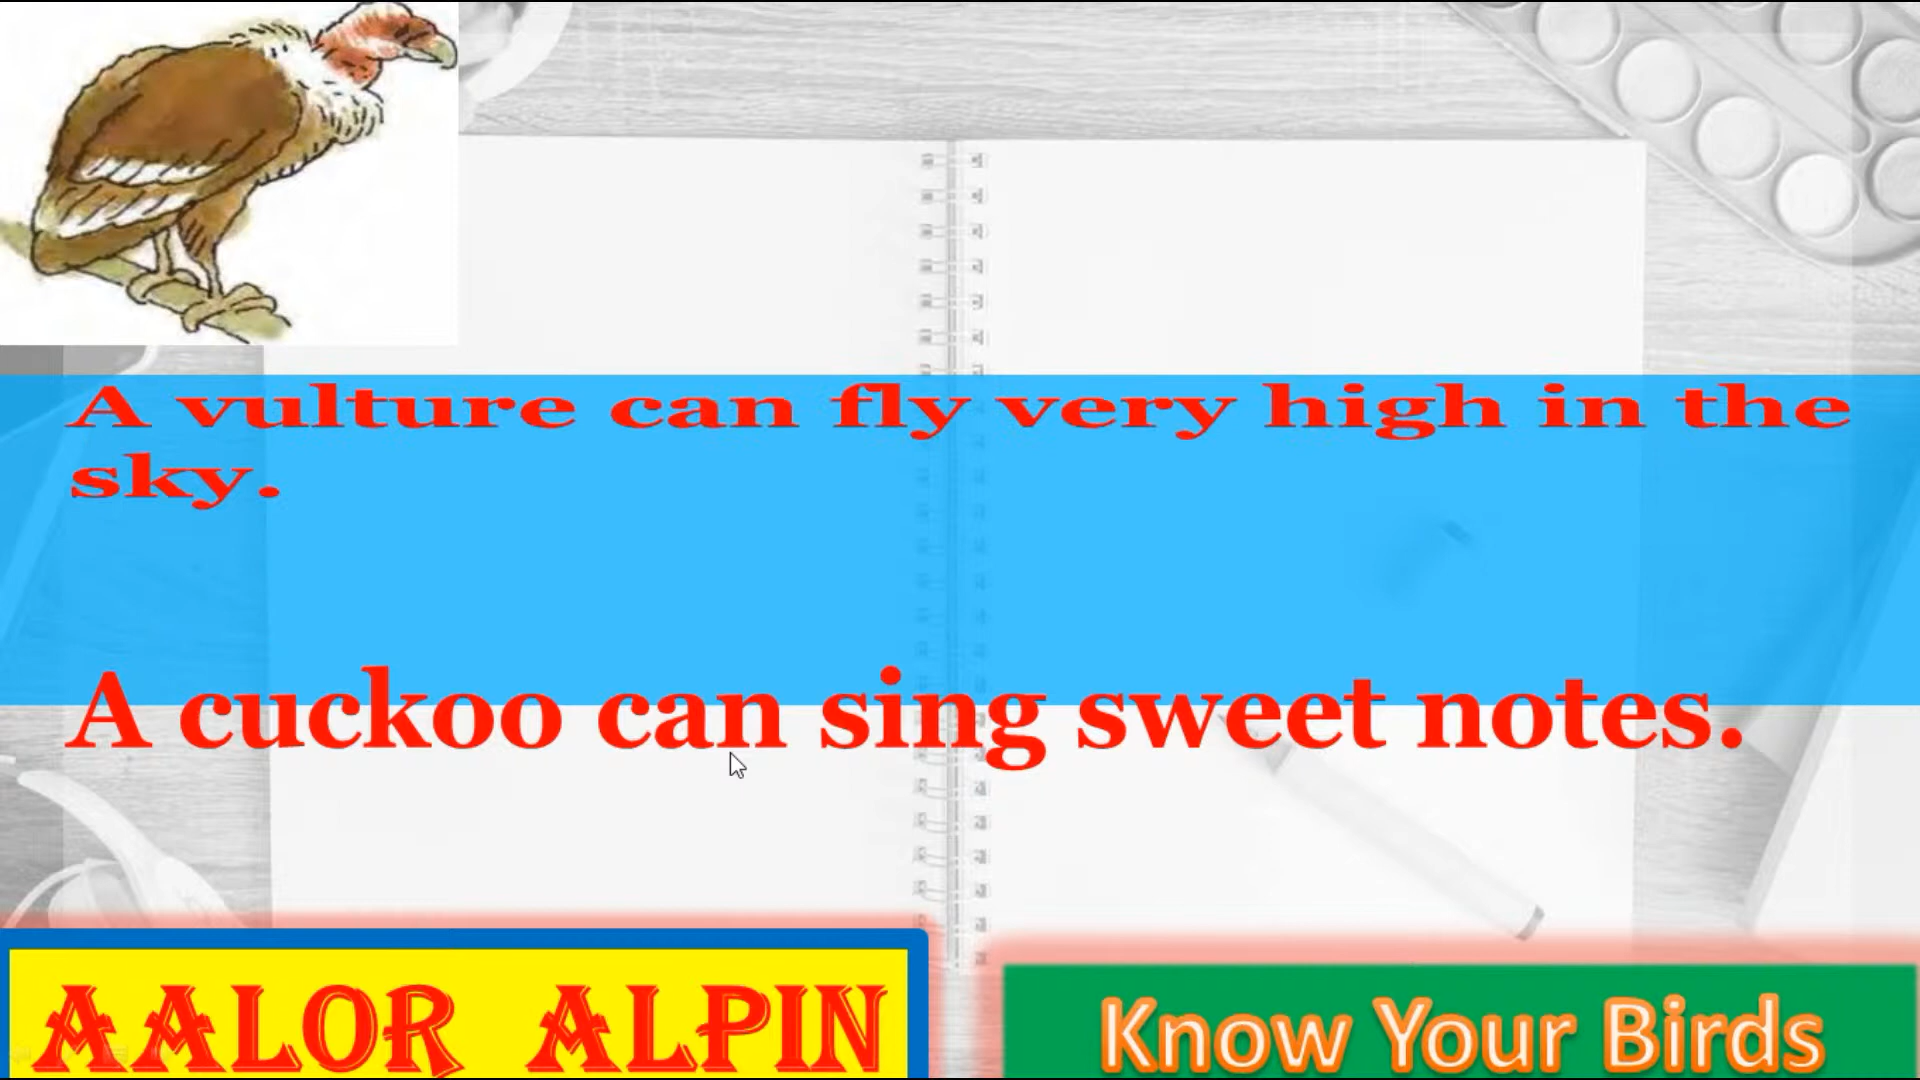 A vulture can fly very high in the
sky.
A cuckoo can sing sweet notes.
AALOR ALPIN
Know Your Birds